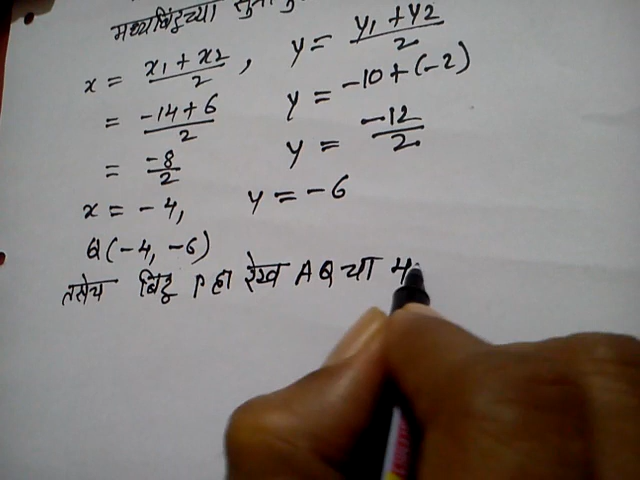 मध्यबिंदूच्या
x = x₁ + x₂ / 2 , y = y₁ + y₂ / 2
= -14 + 6 / 2 y = -10 + (-2)
= -8 / 2 y = -12 / 2
x = -4, y = -6
Q(-4, -6)
तसेच बिंदू P हा रेख AQ च्या